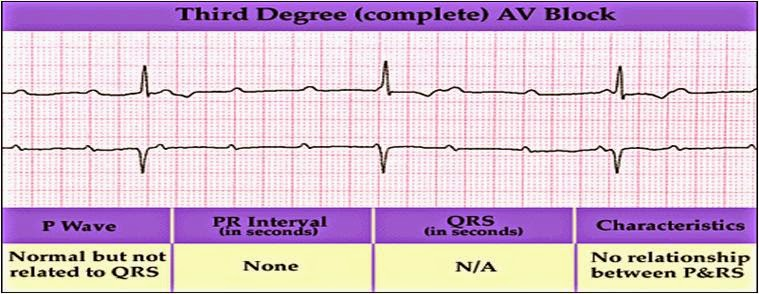 Third Degree (complete) AV Block
P Wave
PR Interval
(in seconds)
QRS
(in seconds)
Characteristics
Normal but not
related to QRS
None
N/A
No relationship
between P&RS